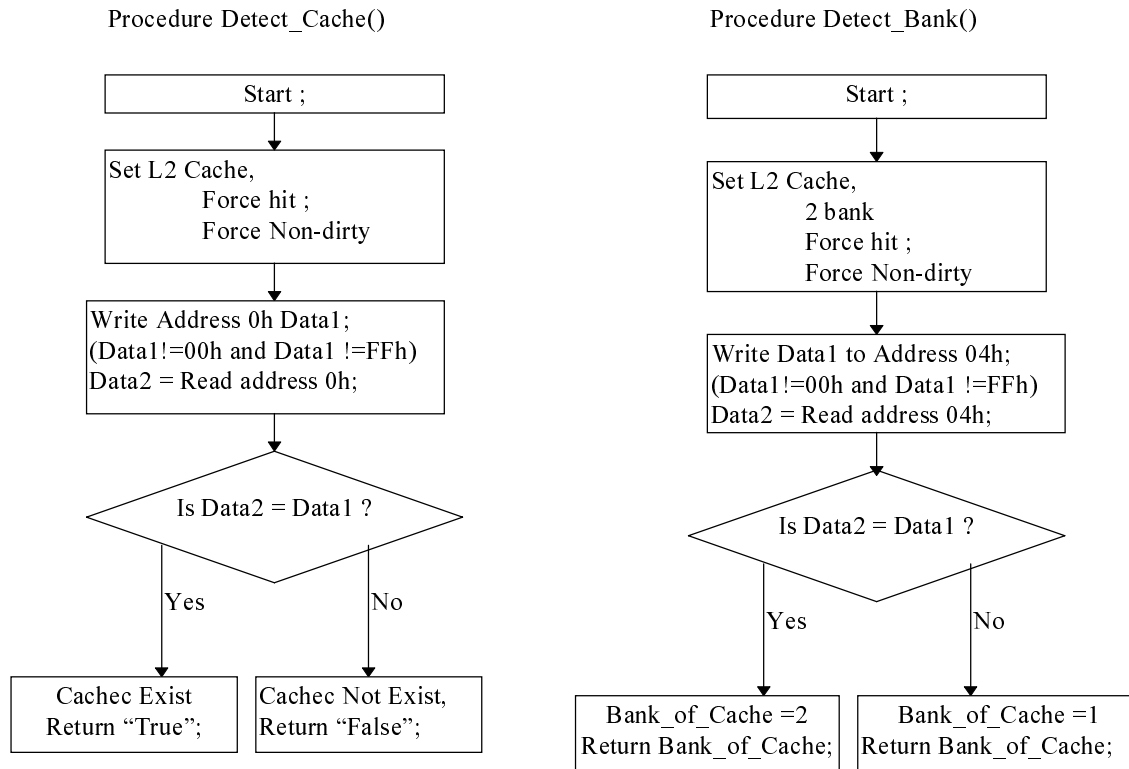 Procedure Detect_Cache()
Start ;
Set L2 Cache,
Force hit ;
Force Non-dirty
Write Address 0h Data1;
(Data1!=00h and Data1 !=FFh)
Data2 = Read address 0h;
Is Data2 = Data1 ?
Yes
No
Cachec Exist
Return “True”;
Cachec Not Exist,
Return “False”;
Procedure Detect_Bank()
Start ;
Set L2 Cache,
2 bank
Force hit ;
Force Non-dirty
Write Data1 to Address 04h;
(Data1!=00h and Data1 !=FFh)
Data2 = Read address 04h;
Is Data2 = Data1 ?
Yes
No
Bank_of_Cache =2
Return Bank_of_Cache;
Bank_of_Cache =1
Return Bank_of_Cache;